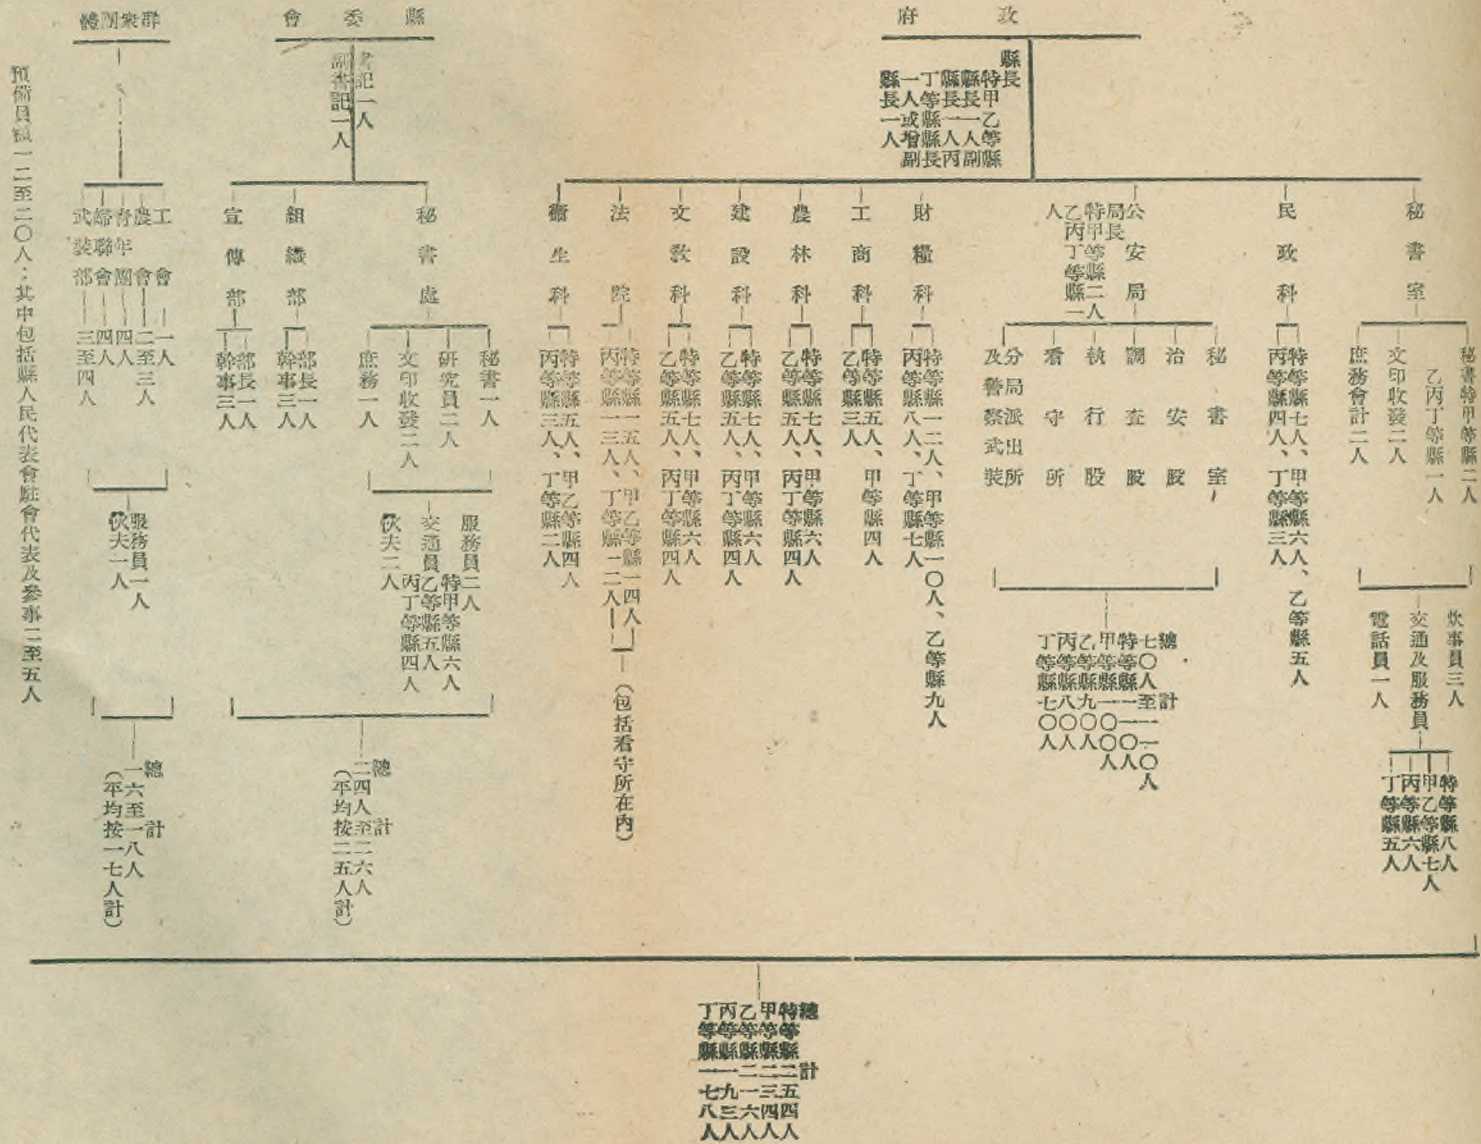 政府
縣長
特甲乙等縣
縣長一人副
縣長一人丙
丁等縣縣長
一人或增副
縣長一人
秘書室
秘書特甲等縣二人
乙丙丁等縣一人
文印收發二人
庶務會計二人
炊事員三人
交通及服務員
特等縣八人
甲乙等縣七人
丙等縣六人
丁等縣五人
電話員一人
民政科
特等縣七人、甲等縣六人、乙等縣五人
丙等縣四人、丁等縣三人
公安局
局長
特甲等縣二人
乙丙丁等縣一人
秘書室
治安股
調查股
執行股
看守所
分局派出所
及警察武裝
總計
七〇人至一一〇人
特等縣一一〇人
甲等縣一〇〇人
乙等縣九〇人
丙等縣八〇人
丁等縣七〇人
財糧科
特等縣一二人、甲等縣一〇人、乙等縣九人
丙等縣八人、丁等縣七人
工商科
特等縣五人、甲等縣四人
乙等縣三人
農林科
特等縣七人、甲等縣六人
乙等縣五人、丙丁等縣四人
建設科
特等縣七人、甲等縣六人
乙等縣五人、丙丁等縣四人
文教科
特等縣七人、甲等縣六人
乙等縣五人、丙丁等縣四人
法院
特等縣一五人、甲乙等縣一四人
丙等縣一三人、丁等縣一二人
（包括看守所在內）
衞生科
特等縣五人、甲乙等縣四人
丙等縣三人、丁等縣二人
縣委會
書記一人
副書記一人
秘書處
秘書一人
研究員二人
文印收發二人
庶務一人
服務員二人
交通員
特甲等縣六人
乙等縣五人
丙丁等縣四人
伙夫二人
組織部
部長一人
幹事三人
宣傳部
部長一人
幹事三人
總計
二四人至二六人
（平均按二五人計）
群衆團體
工會
一人
農會
二至三人
青年團
四人
婦聯會
四人
武裝部
三至四人
服務員一人
伙夫一人
總計
一六至一八人
（平均按一七人計）
總計
特等縣二五四人
甲等縣二三四人
乙等縣二一六人
丙等縣一九三人
丁等縣一七八人
預備員額一二至二〇人；其中包括縣人民代表會駐會代表及參事二至五人